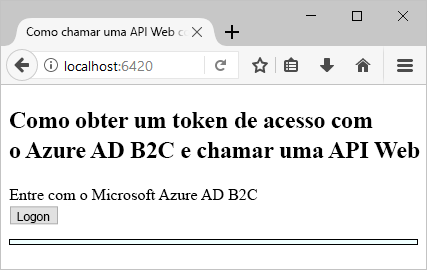 Como chamar uma API Web c
localhost:6420
Como obter um token de acesso com
o Azure AD B2C e chamar uma API Web
Entre com o Microsoft Azure AD B2C
Logon